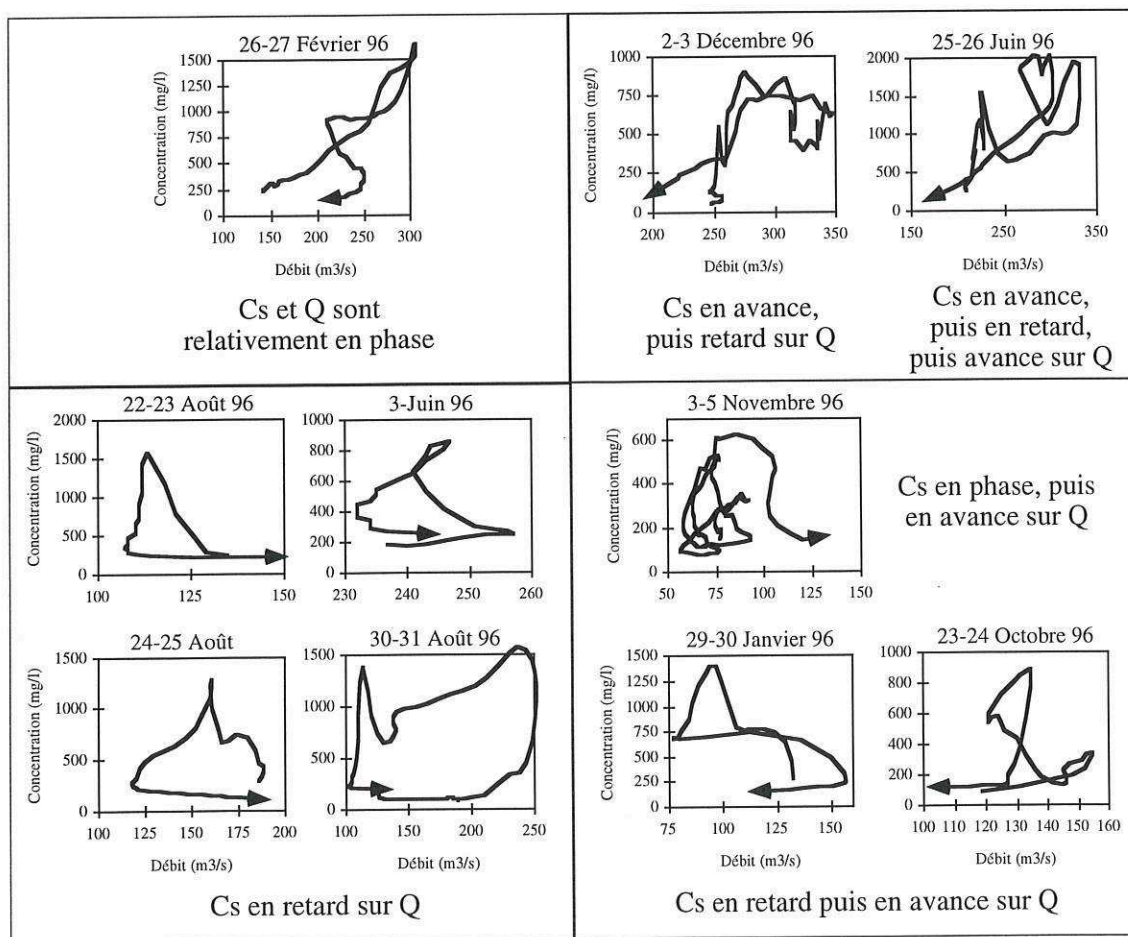 26-27 Février 96
Concentration (mg/l)
1500
1250
1000
750
500
250
0
100 150 200 250 300
Débit (m3/s)
Cs et Q sont
relativement en phase
2-3 Décembre 96
Concentration (mg/l)
1000
750
500
250
0
200 250 300 350
Débit (m3/s)
Cs en avance,
puis retard sur Q
25-26 Juin 96
2000
1500
1000
500
0
150 250 350
Débit (m3/s)
Cs en avance,
puis en retard,
puis avance sur Q
22-23 Août 96
Concentration (mg/l)
2000
1500
1000
500
0
100 125 150
3-Juin 96
1000
800
600
400
200
0
230 240 250 260
24-25 Août
Concentration (mg/l)
1500
1000
500
0
100 125 150 175 200
Débit (m3/s)
30-31 Août 96
1500
1000
500
0
100 150 200 250
Débit (m3/s)
Cs en retard sur Q
3-5 Novembre 96
Concentration (mg/l)
600
400
200
0
50 75 100 125 150
Cs en phase, puis
en avance sur Q
29-30 Janvier 96
Concentration (mg/l)
1500
1250
1000
750
500
250
0
75 100 125 150
Débit (m3/s)
23-24 Octobre 96
1000
800
600
400
200
0
100 120 130 140 150 160
Débit (m3/s)
Cs en retard puis en avance sur Q